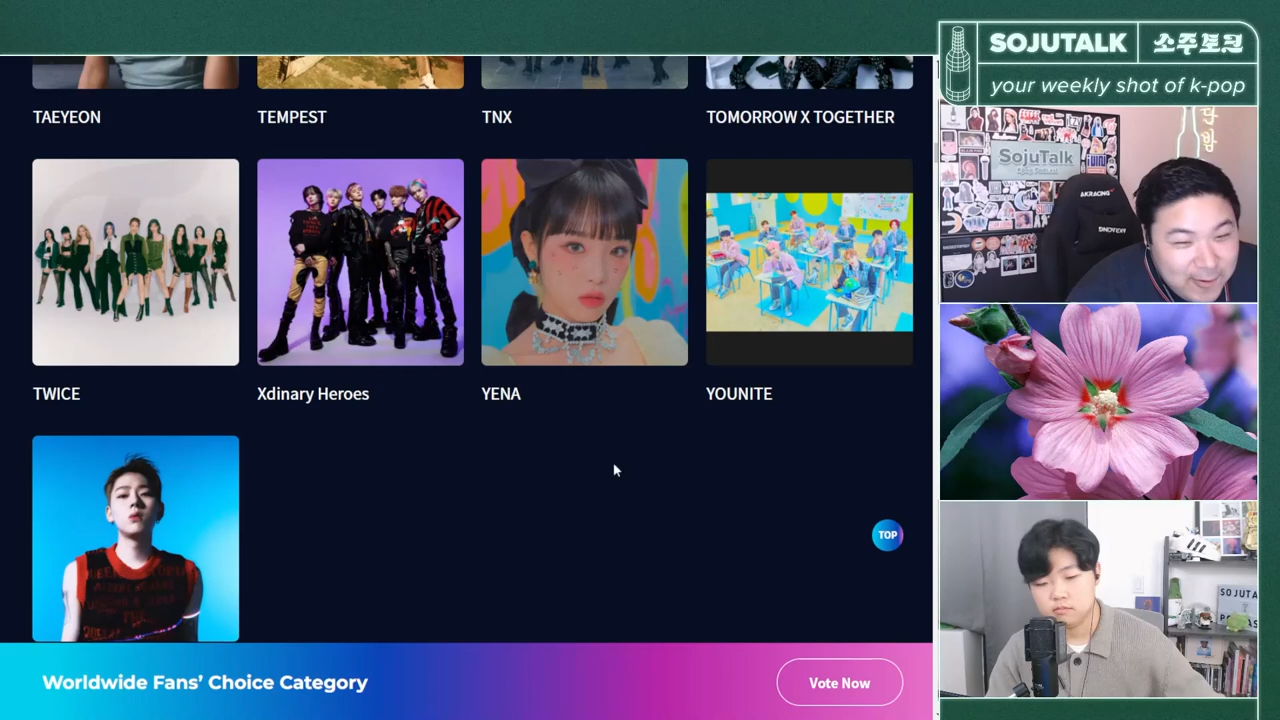 SOJUTALK 소주토크
your weekly shot of k-pop
TAEYEON
TEMPEST
TNX
TOMORROW X TOGETHER
TWICE
Xdinary Heroes
YENA
YOUNITE
TOP
Worldwide Fans’ Choice Category
Vote Now
SojuTalk
AKRACING